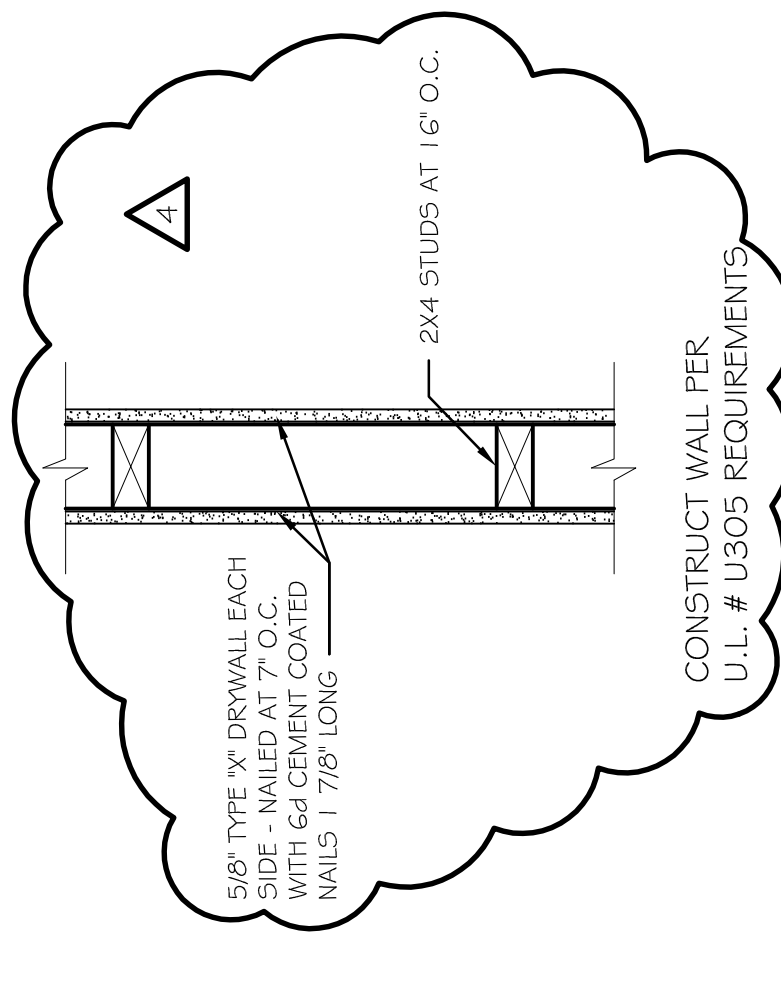 4
2X4 STUDS AT 16" O.C.
5/8" TYPE "X" DRYWALL EACH
SIDE - NAILED AT 7" O.C.
WITH 6d CEMENT COATED
NAILS 1 7/8" LONG
CONSTRUCT WALL PER
U.L. # U305 REQUIREMENTS